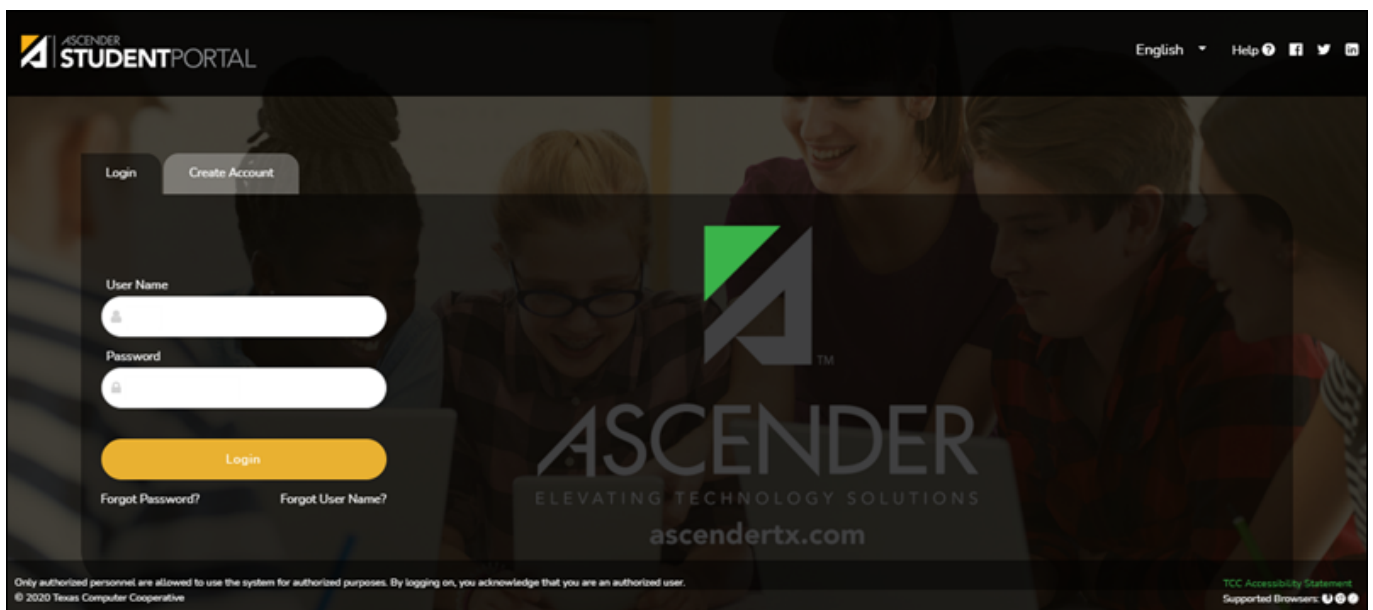 ASCENDER
STUDENTPORTAL
English
Help
Login
Create Account
User Name
Password
Login
Forgot Password?
Forgot User Name?
TM
ASCENDER
ELEVATING TECHNOLOGY SOLUTIONS
ascendertx.com
Only authorized personnel are allowed to use the system for authorized purposes. By logging on, you acknowledge that you are an authorized user.
© 2020 Texas Computer Cooperative
TCC Accessibility Statement
Supported Browsers: